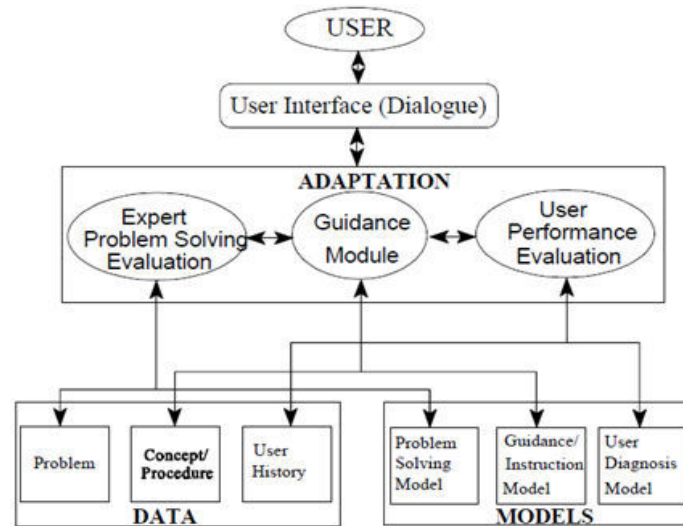 USER
User Interface (Dialogue)
ADAPTATION
Expert
Problem Solving
Evaluation
Guidance
Module
User
Performance
Evaluation
Problem
Concept/
Procedure
User
History
DATA
Problem
Solving
Model
Guidance/
Instruction
Model
User
Diagnosis
Model
MODELS